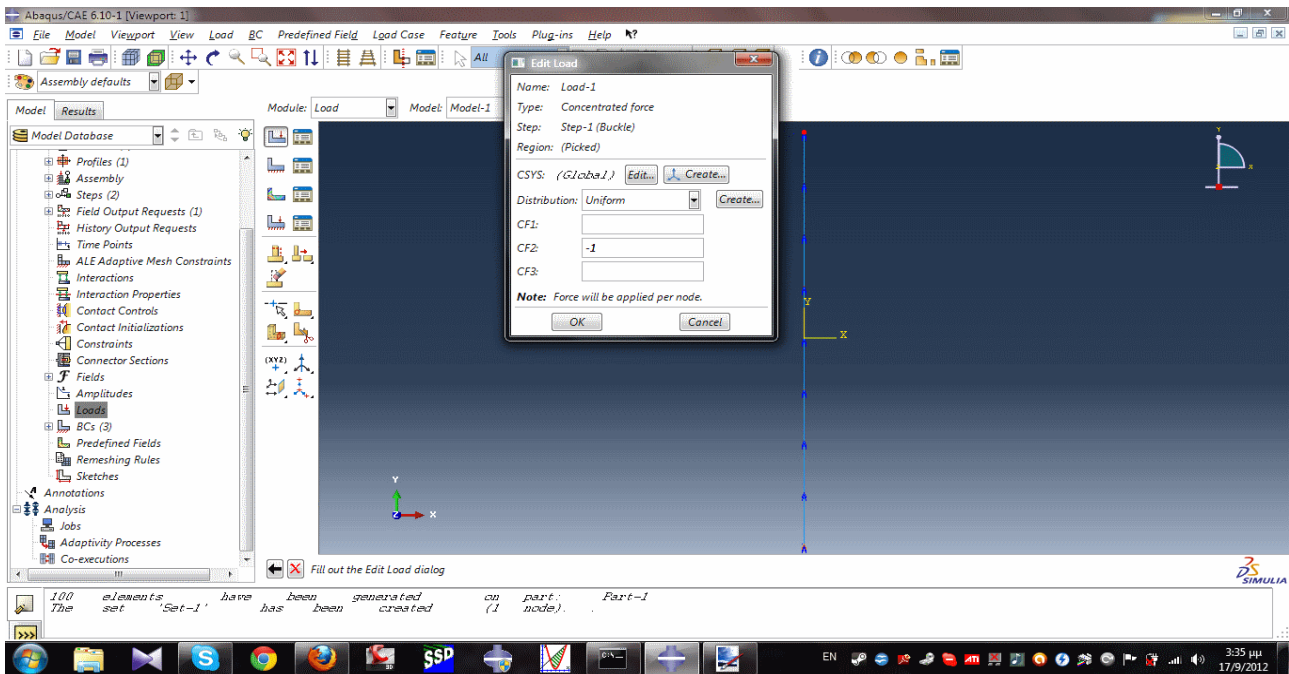 Abaqus/CAE 6.10-1 [Viewport: 1]
File Model Viewport View Load BC Predefined Field Load Case Feature Tools Plug-ins Help
All
Assembly defaults
Model Results
Module: Load Model: Model-1
Model Database
Profiles (1)
Assembly
Steps (2)
Field Output Requests (1)
History Output Requests
Time Points
ALE Adaptive Mesh Constraints
Interactions
Interaction Properties
Contact Controls
Contact Initializations
Constraints
Connector Sections
Fields
Amplitudes
Loads
BCs (3)
Predefined Fields
Remeshing Rules
Sketches
Annotations
Analysis
Jobs
Adaptivity Processes
Co-executions
(XYZ)
Edit Load
Name: Load-1
Type: Concentrated force
Step: Step-1 (Buckle)
Region: (Picked)
CSYS: (Global) Edit... Create...
Distribution: Uniform Create...
CF1:
CF2: -1
CF3:
Note: Force will be applied per node.
OK Cancel
Y
X
Y
X
Z
Y
X
Fill out the Edit Load dialog
SIMULIA
100 elements have been generated on part: Part-1
The set 'Set-1' has been created (1 node).
>>>
SSP
EN
ATI
3:35 μμ
17/9/2012